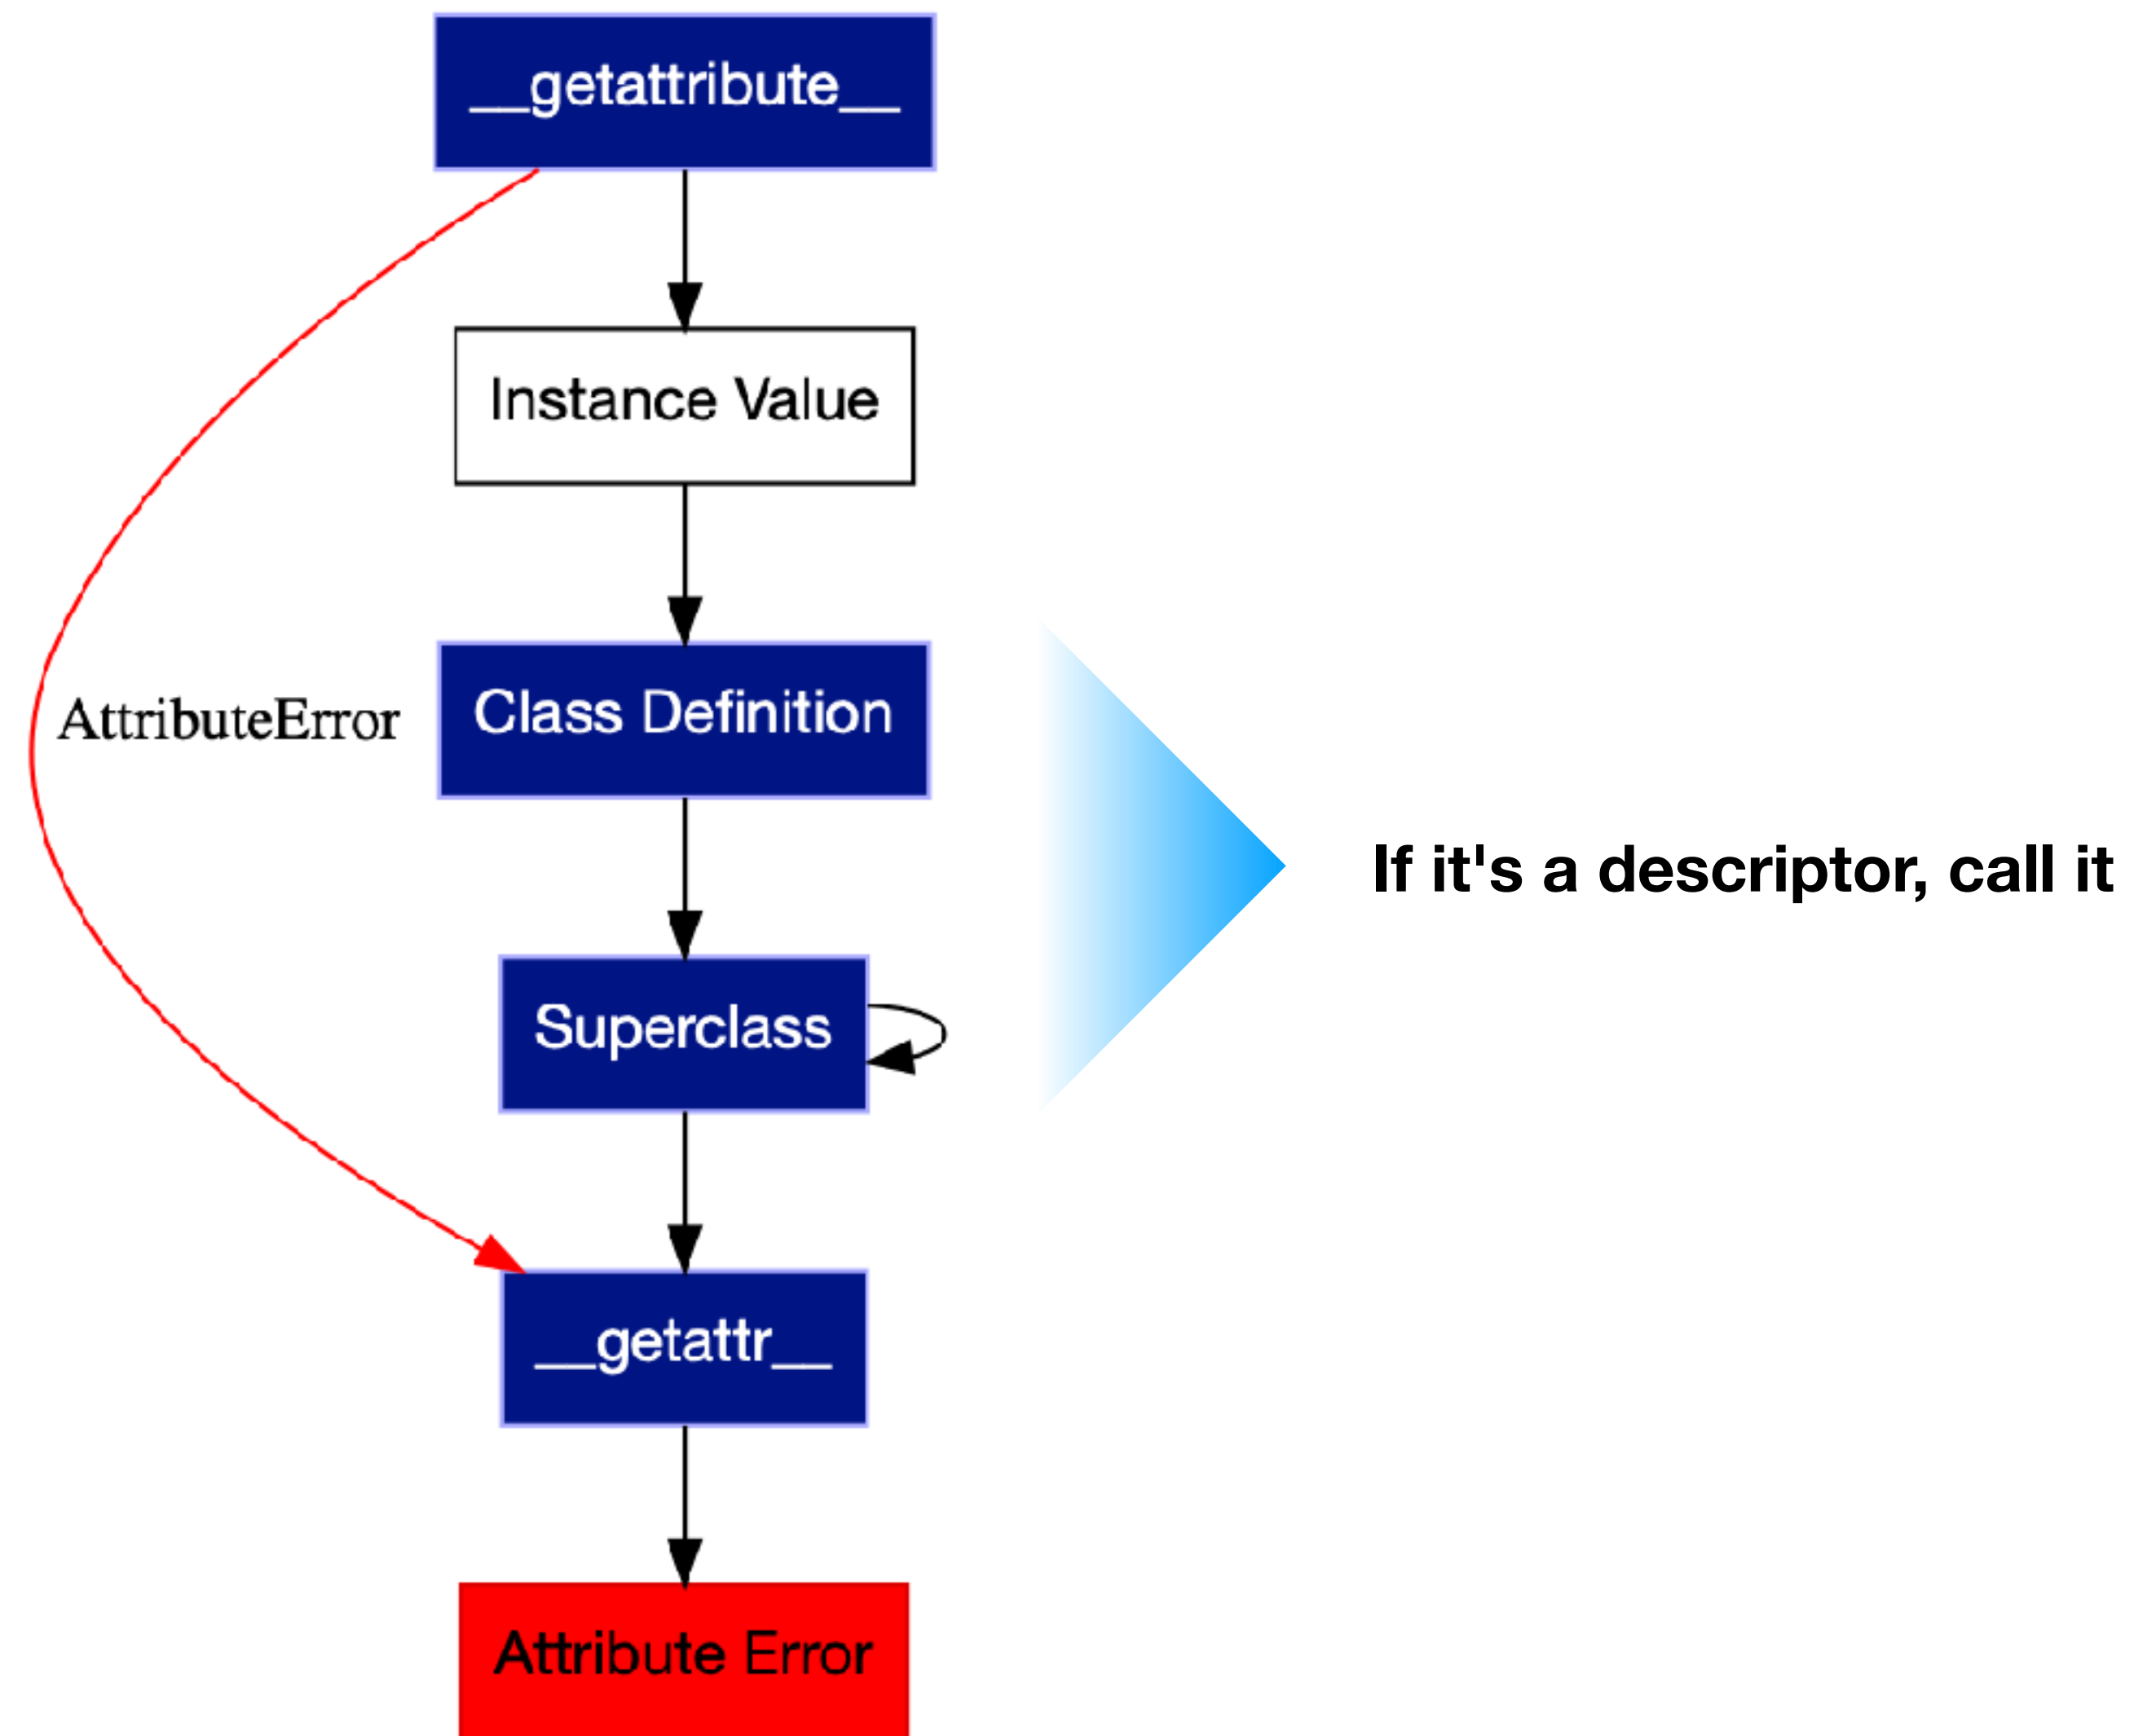 __getattribute__
Instance Value
AttributeError
Class Definition
If it's a descriptor, call it
Superclass
__getattr__
Attribute Error